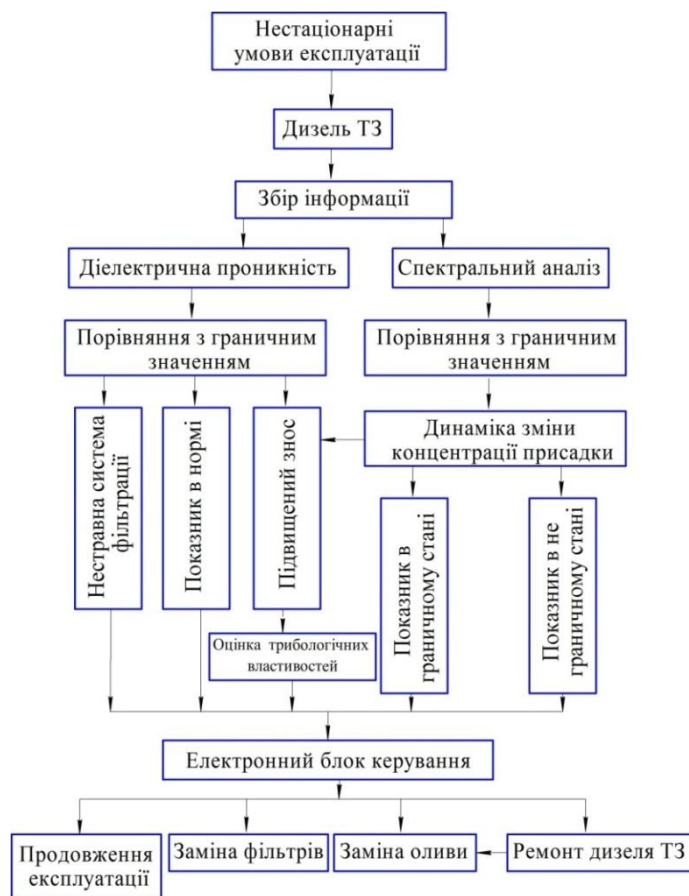 Нестаціонарні
умови експлуатації
Дизель ТЗ
Збір інформації
Діелектрична проникність
Спектральний аналіз
Порівняння з граничним
значенням
Порівняння з граничним
значенням
Нестравна система
фільтрації
Показник в нормі
Підвищений знос
Динаміка зміни
концентрації присадки
Показник в
граничному стані
Показник в не
граничному стані
Оцінка трибологічних
властивостей
Електронний блок керування
Продовження
експлуатації
Заміна фільтрів
Заміна оливи
Ремонт дизеля ТЗ